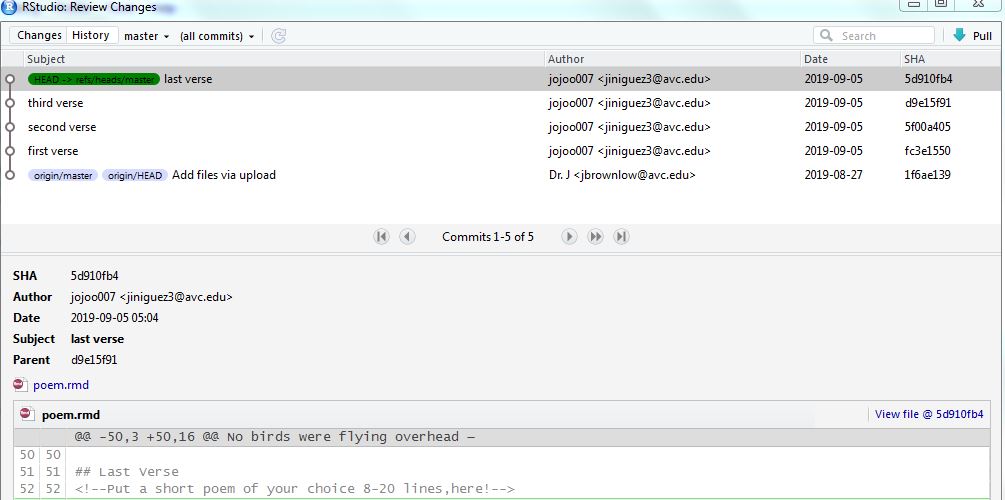 RStudio: Review Changes
Changes History master (all commits) Search Pull
Subject Author Date SHA
HEAD -> refs/heads/master last verse jojoo007 <jiniguez3@avc.edu> 2019-09-05 5d910fb4
third verse jojoo007 <jiniguez3@avc.edu> 2019-09-05 d9e15f91
second verse jojoo007 <jiniguez3@avc.edu> 2019-09-05 5f00a405
first verse jojoo007 <jiniguez3@avc.edu> 2019-09-05 fc3e1550
origin/master origin/HEAD Add files via upload Dr. J <jbrownlow@avc.edu> 2019-08-27 1f6ae139
Commits 1-5 of 5
SHA 5d910fb4
Author jojoo007 <jiniguez3@avc.edu>
Date 2019-09-05 05:04
Subject last verse
Parent d9e15f91
poem.rmd
poem.rmd View file @ 5d910fb4
@@ -50,3 +50,16 @@ No birds were flying overhead —
50 50
51 51 ## Last Verse
52 52 <!--Put a short poem of your choice 8-20 lines,here!-->